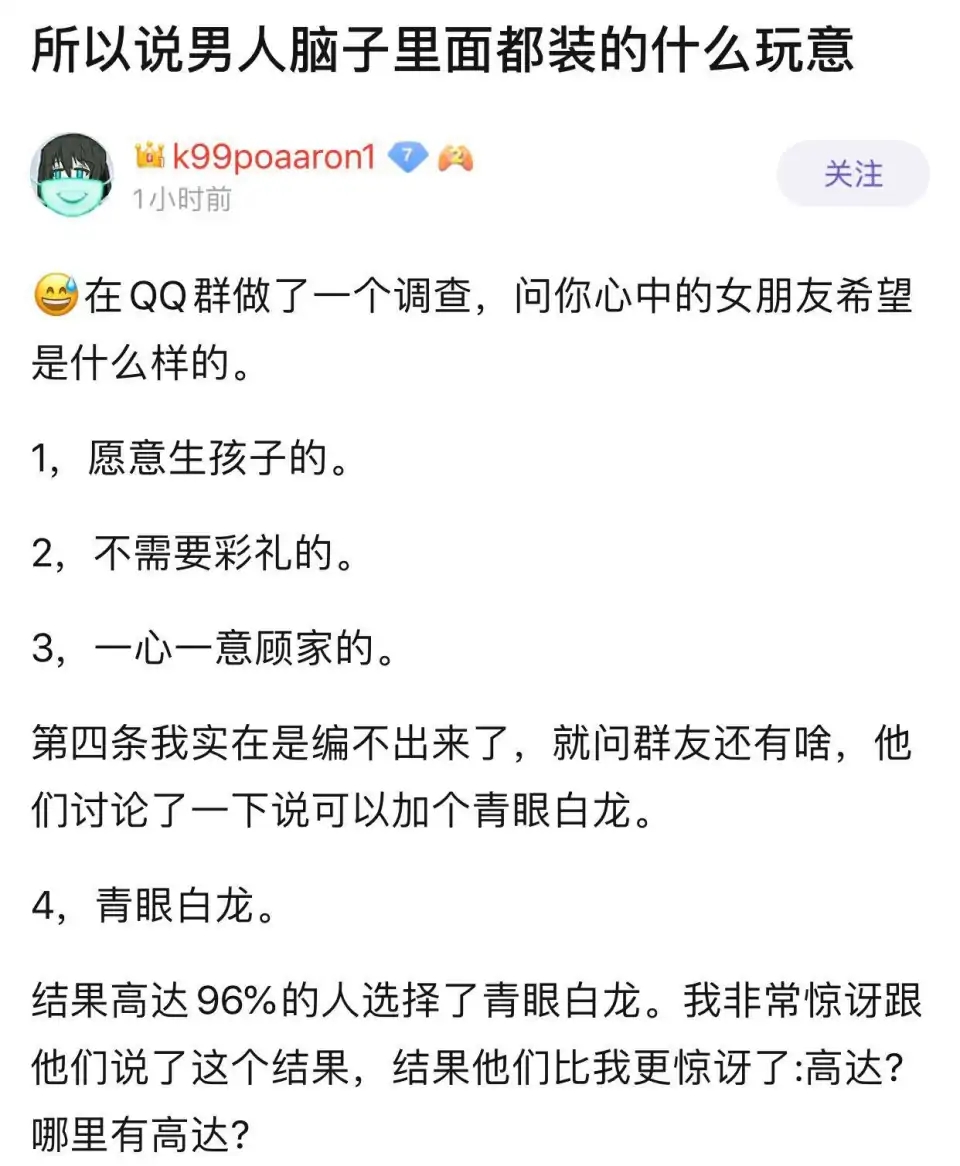 所以说男人脑子里面都装的什么玩意
k99poaaron1 7 2
1小时前
关注
😅在QQ群做了一个调查，问你心中的女朋友希望
是什么样的。
1，愿意生孩子的。
2，不需要彩礼的。
3，一心一意顾家的。
第四条我实在是编不出来了，就问群友还有啥，他
们讨论了一下说可以加个青眼白龙。
4，青眼白龙。
结果高达96%的人选择了青眼白龙。我非常惊讶跟
他们说了这个结果，结果他们比我更惊讶了:高达?
哪里有高达?